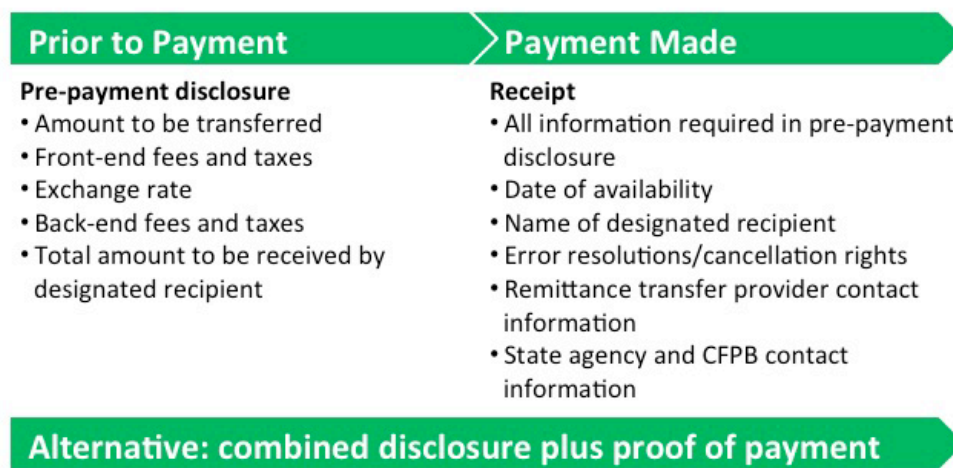 Prior to Payment
Payment Made
Pre-payment disclosure
• Amount to be transferred
• Front-end fees and taxes
• Exchange rate
• Back-end fees and taxes
• Total amount to be received by
designated recipient
Receipt
• All information required in pre-payment
disclosure
• Date of availability
• Name of designated recipient
• Error resolutions/cancellation rights
• Remittance transfer provider contact
information
• State agency and CFPB contact
information
Alternative: combined disclosure plus proof of payment